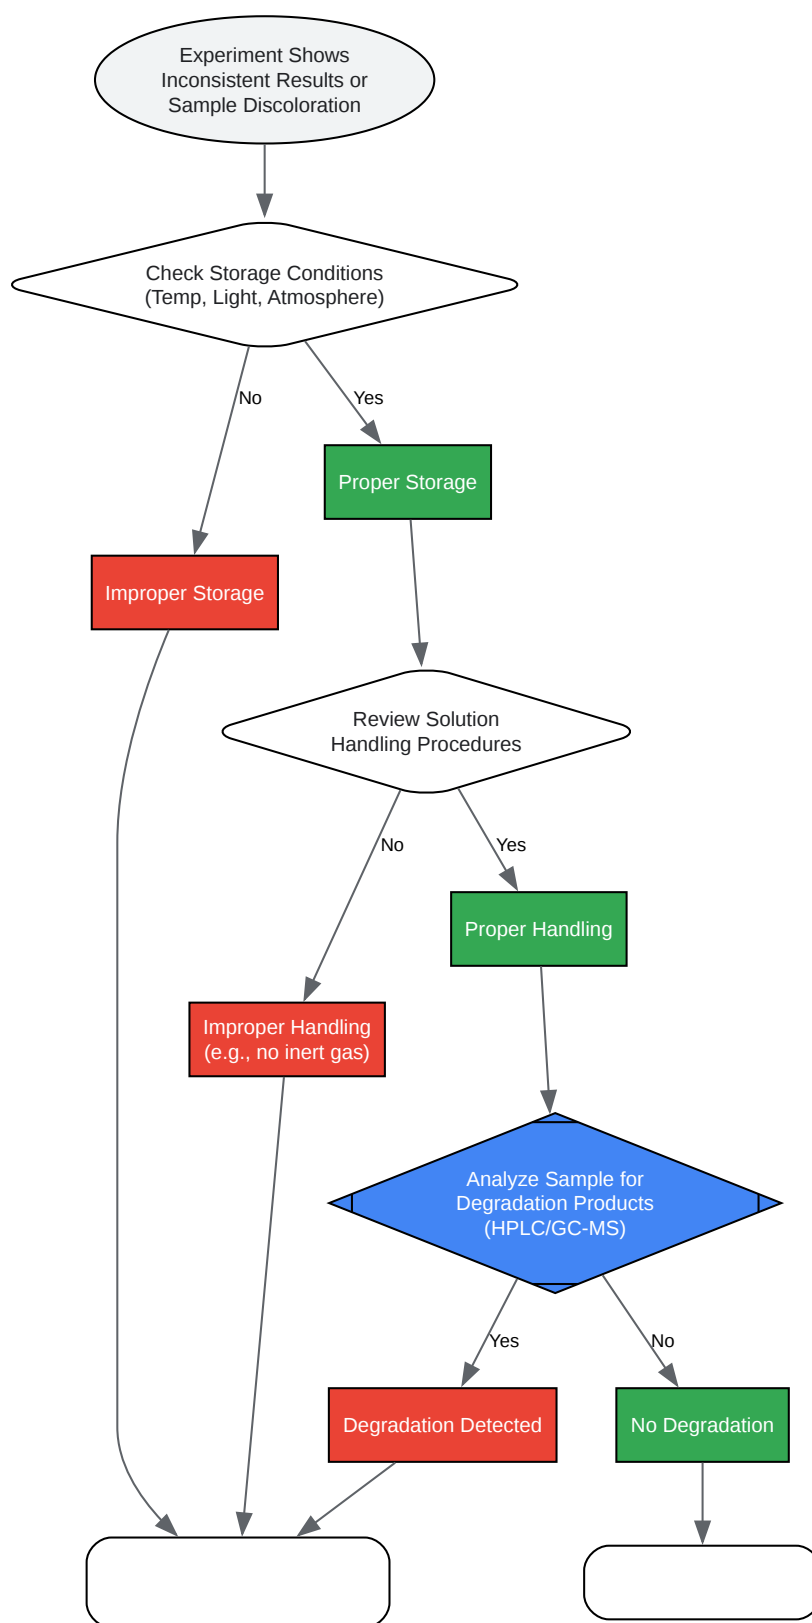 Experiment Shows
Inconsistent Results or
Sample Discoloration
Check Storage Conditions
(Temp, Light, Atmosphere)
No
Yes
Proper Storage
Improper Storage
Review Solution
Handling Procedures
No
Yes
Proper Handling
Improper Handling
(e.g., no inert gas)
Analyze Sample for
Degradation Products
(HPLC/GC-MS)
Yes
No
Degradation Detected
No Degradation